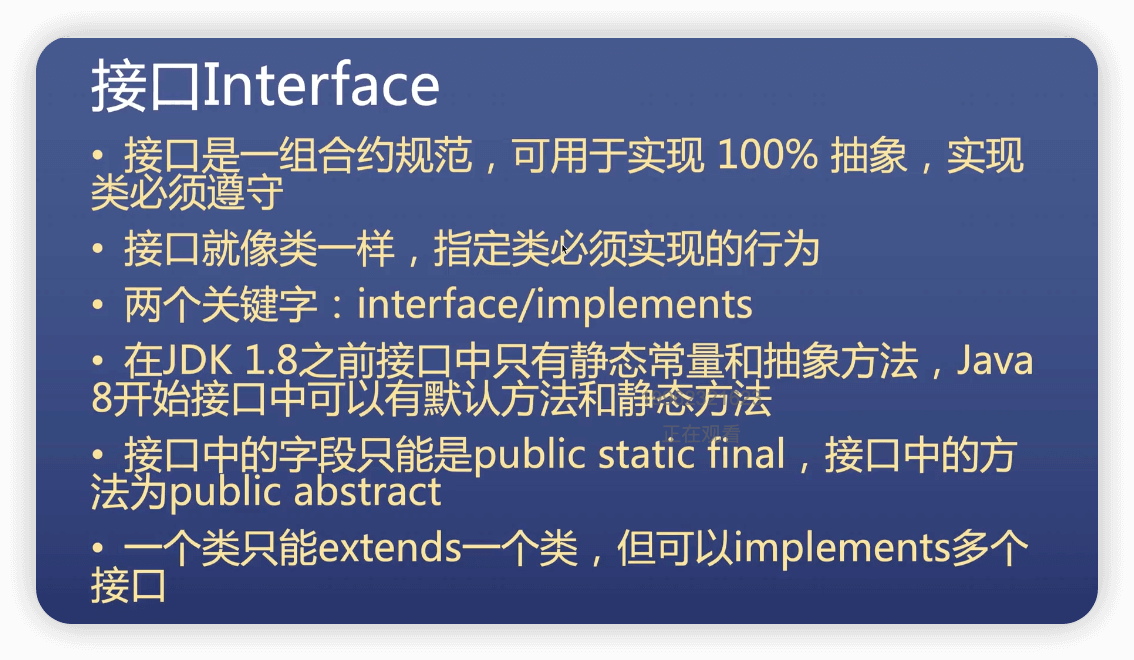 接口Interface
• 接口是一组合约规范，可用于实现 100% 抽象，实现
类必须遵守
• 接口就像类一样，指定类必须实现的行为
• 两个关键字：interface/implements
• 在JDK 1.8之前接口中只有静态常量和抽象方法，Java
8开始接口中可以有默认方法和静态方法
正在观看
• 接口中的字段只能是public static final，接口中的方
法为public abstract
• 一个类只能extends一个类，但可以implements多个
接口